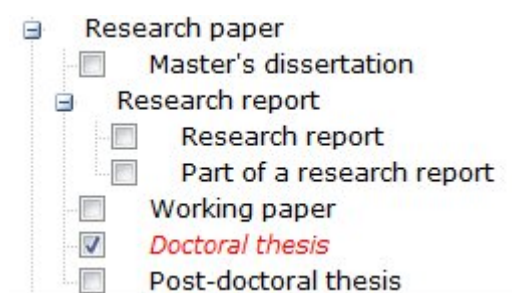 Research paper
Master's dissertation
Research report
Research report
Part of a research report
Working paper
Doctoral thesis
Post-doctoral thesis